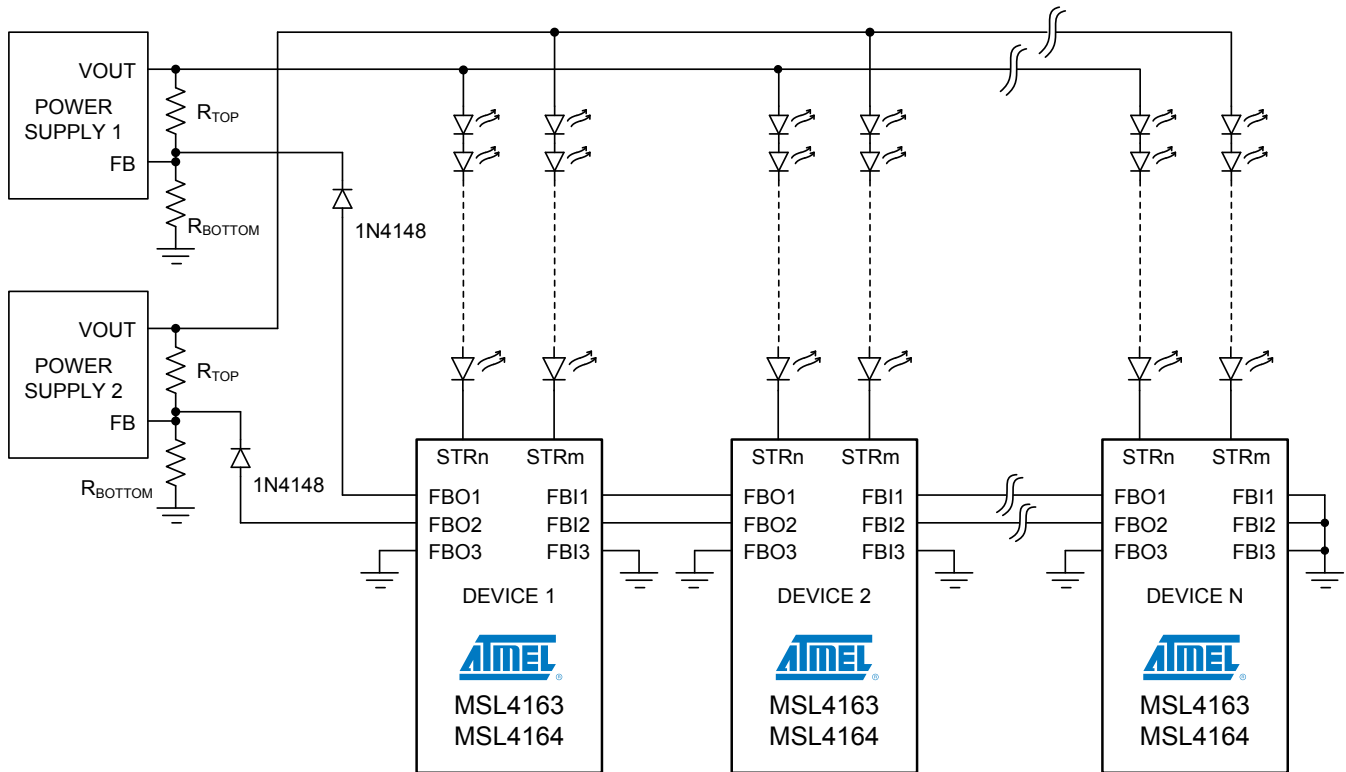 VOUT
POWER
SUPPLY 1
FB
RTOP
RBOTTOM
1N4148
VOUT
POWER
SUPPLY 2
FB
RTOP
RBOTTOM
1N4148
STRn STRm
FBO1 FBI1
FBO2 FBI2
FBO3 FBI3
DEVICE 1
ATMEL ®
MSL4163
MSL4164
STRn STRm
FBO1 FBI1
FBO2 FBI2
FBO3 FBI3
DEVICE 2
ATMEL ®
MSL4163
MSL4164
STRn STRm
FBO1 FBI1
FBO2 FBI2
FBO3 FBI3
DEVICE N
ATMEL ®
MSL4163
MSL4164